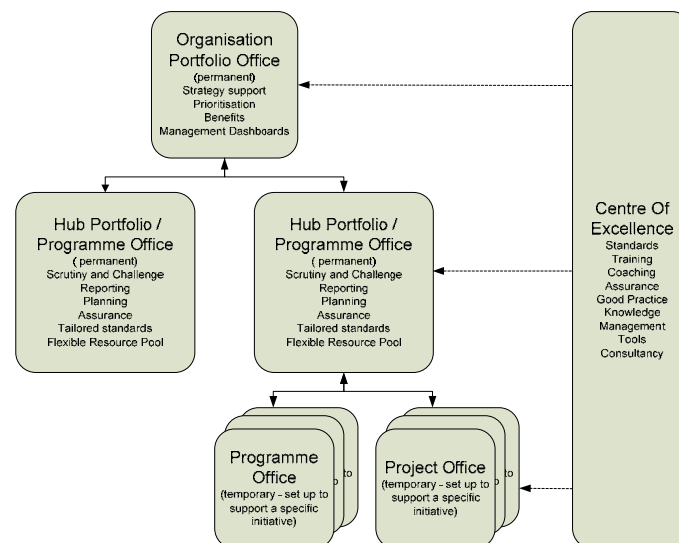 Organisation
Portfolio Office
(permanent)
Strategy support
Prioritisation
Benefits
Management Dashboards
Hub Portfolio /
Programme Office
( permanent)
Scrutiny and Challenge
Reporting
Planning
Assurance
Tailored standards
Flexible Resource Pool
Hub Portfolio /
Programme Office
( permanent)
Scrutiny and Challenge
Reporting
Planning
Assurance
Tailored standards
Flexible Resource Pool
Centre Of
Excellence
Standards
Training
Coaching
Assurance
Good Practice
Knowledge
Management
Tools
Consultancy
Programme
Office
(temporary - set up to
support a specific
initiative)
Project Office
(temporary - set up to
support a specific
initiative)
to
to